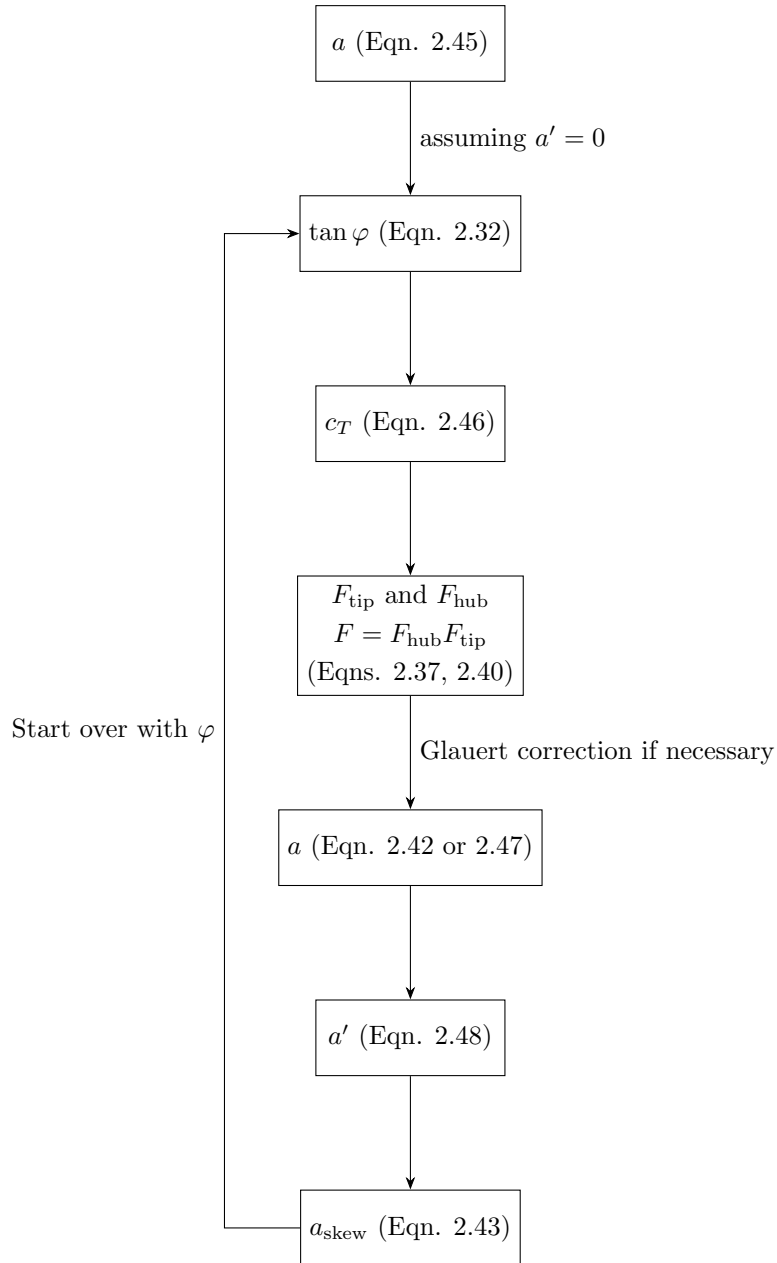 a (Eqn. 2.45)
assuming a′ = 0
tan φ (Eqn. 2.32)
c_T (Eqn. 2.46)
F_tip and F_hub
F = F_hub F_tip
(Eqns. 2.37, 2.40)
Start over with φ
Glauert correction if necessary
a (Eqn. 2.42 or 2.47)
a′ (Eqn. 2.48)
a_skew (Eqn. 2.43)